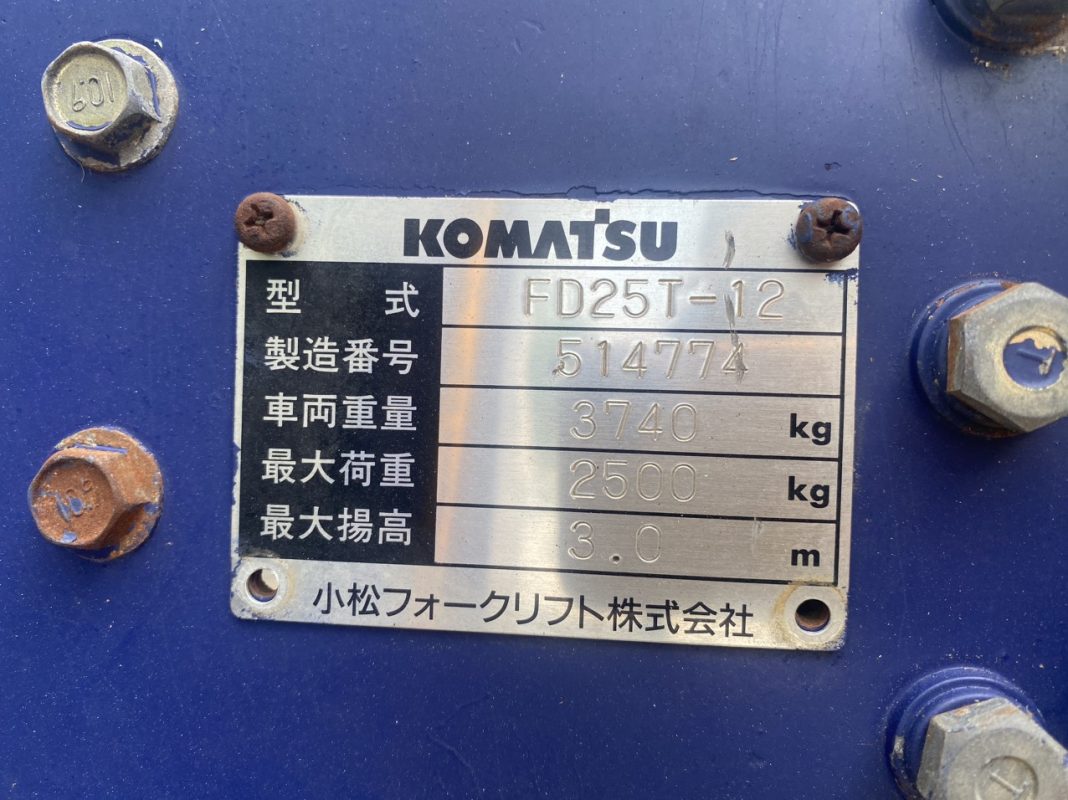 KOMATSU
型式 FD25T-12
製造番号 514774
車両重量 3740 kg
最大荷重 2500 kg
最大揚高 3.0 m
小松フォークリフト株式会社